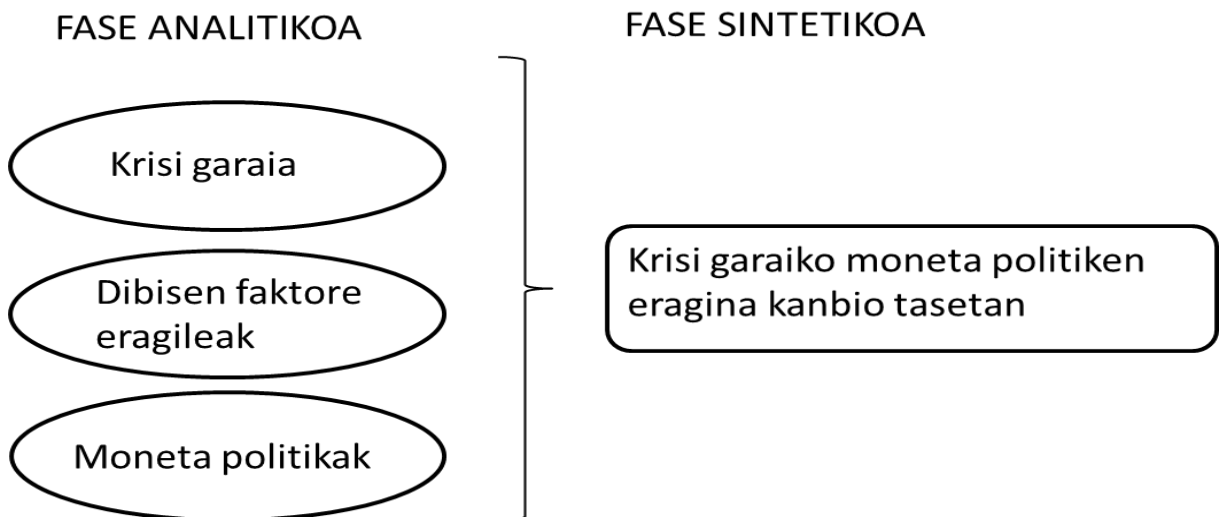 FASE ANALITIKOA
FASE SINTETIKOA
Krisi garaia
Dibisen faktore
eragileak
Moneta politikak
Krisi garaiko moneta politiken
eragina kanbio tasetan